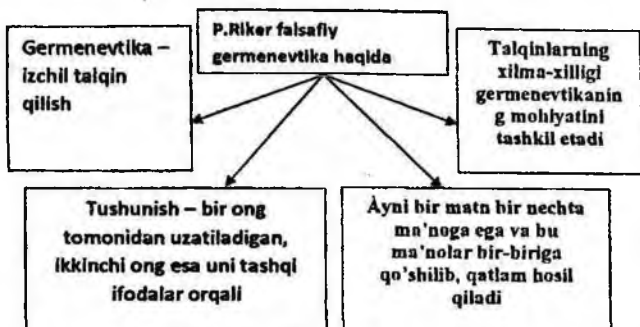 P.Riker falsafiy
germenevtika haqida
Germenevtika –
izchil talqin
qilish
Talqinlarning
xilma-xilligi
germenevtikanin
g mohiyatini
tashkil etadi
Tushunish – bir ong
tomonidan uzatiladigan,
ikkinchi ong esa uni tashqi
ifodalar orqali
Ayni bir matn bir nechta
ma'noga ega va bu
ma'nolar bir-biriga
qo'shilib, qatlam hosil
qiladi